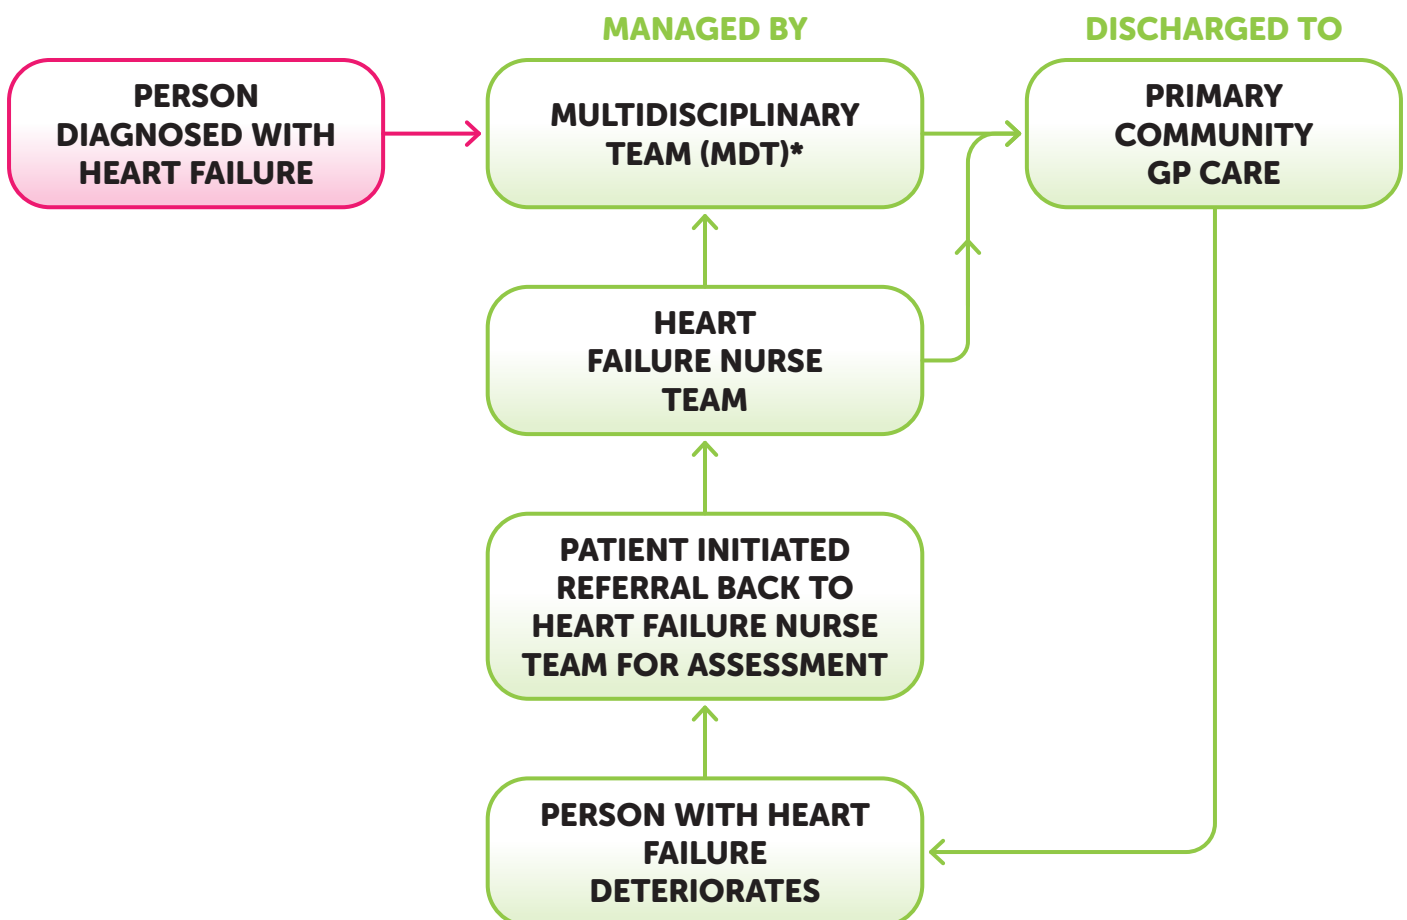 MANAGED BY
DISCHARGED TO
PERSON
DIAGNOSED WITH
HEART FAILURE
MULTIDISCIPLINARY
TEAM (MDT)*
PRIMARY
COMMUNITY
GP CARE
HEART
FAILURE NURSE
TEAM
PATIENT INITIATED
REFERRAL BACK TO
HEART FAILURE NURSE
TEAM FOR ASSESSMENT
PERSON WITH HEART
FAILURE
DETERIORATES